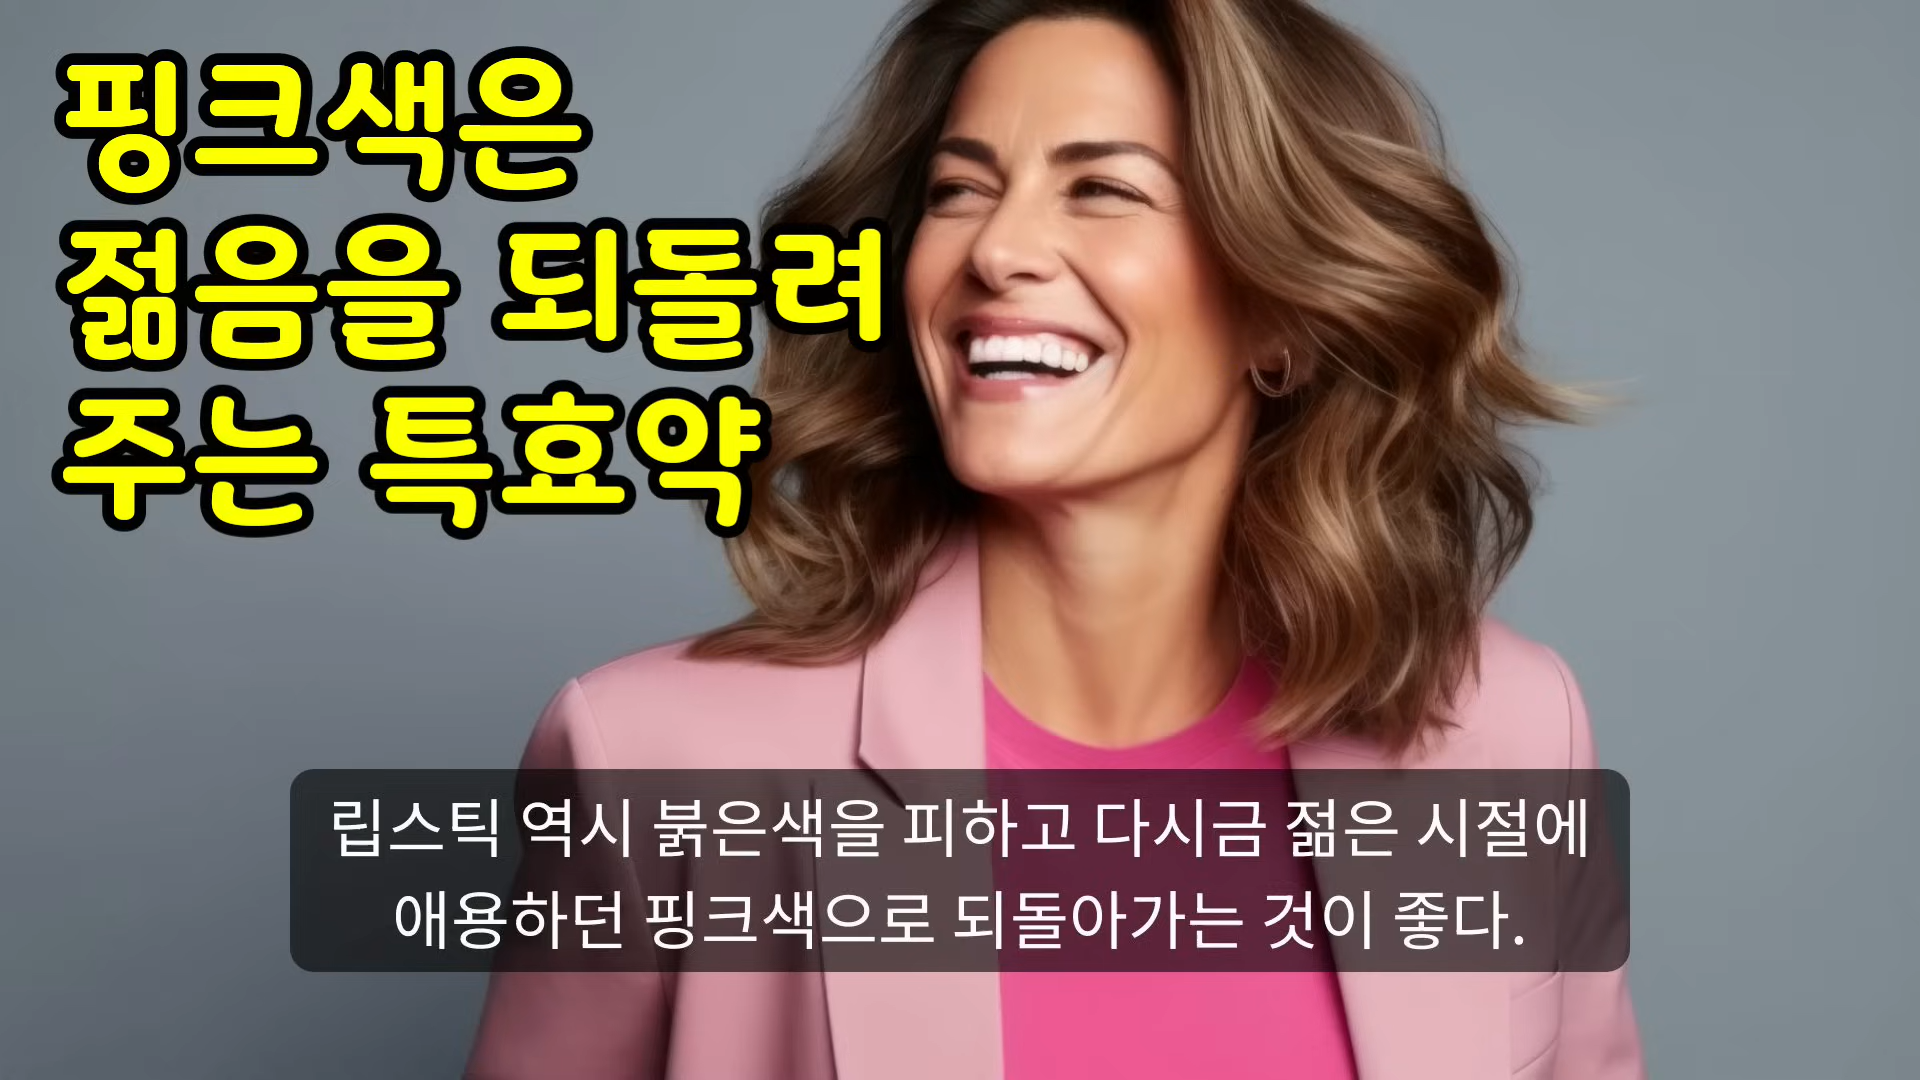 핑크색은
젊음을 되돌려
주는 특효약
립스틱 역시 붉은색을 피하고 다시금 젊은 시절에
애용하던 핑크색으로 되돌아가는 것이 좋다.